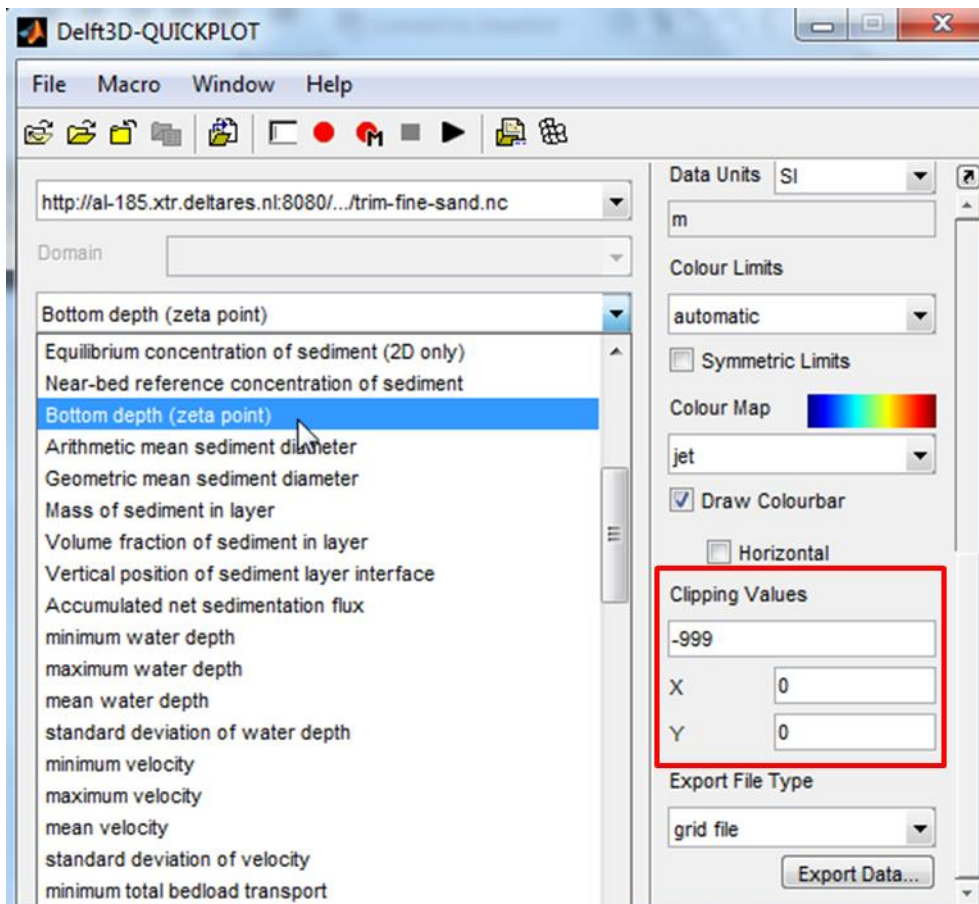 Delft3D-QUICKPLOT
File Macro Window Help
http://al-185.xtr.deltares.nl:8080/.../trim-fine-sand.nc
Domain
Bottom depth (zeta point)
Equilibrium concentration of sediment (2D only)
Near-bed reference concentration of sediment
Bottom depth (zeta point)
Arithmetic mean sediment diameter
Geometric mean sediment diameter
Mass of sediment in layer
Volume fraction of sediment in layer
Vertical position of sediment layer interface
Accumulated net sedimentation flux
minimum water depth
maximum water depth
mean water depth
standard deviation of water depth
minimum velocity
maximum velocity
mean velocity
standard deviation of velocity
minimum total bedload transport
Data Units SI
m
Colour Limits
automatic
Symmetric Limits
Colour Map
jet
Draw Colourbar
Horizontal
Clipping Values
-999
X 0
Y 0
Export File Type
grid file
Export Data...